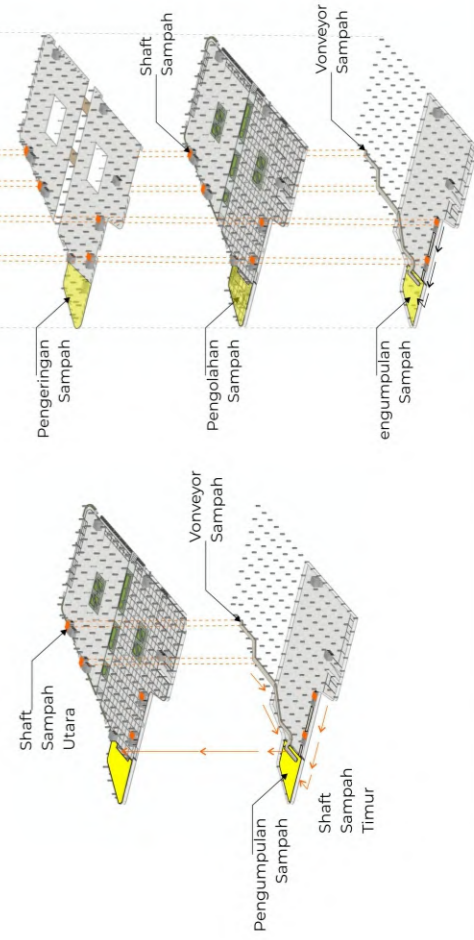 Shaft
Sampah
Utara
Vonveyor
Sampah
Pengumpulan
Sampah
Shaft
Sampah
Timur
Pengeringan
Sampah
Shaft
Sampah
Pengolahan
Sampah
Vonveyor
Sampah
engumpulan
Sampah